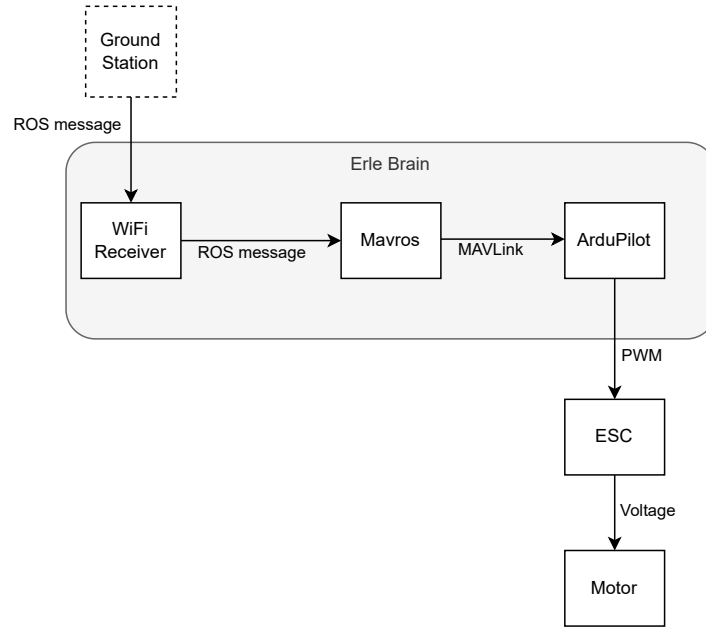 Ground
Station
ROS message
Erle Brain
WiFi
Receiver
ROS message
Mavros
MAVLink
ArduPilot
PWM
ESC
Voltage
Motor